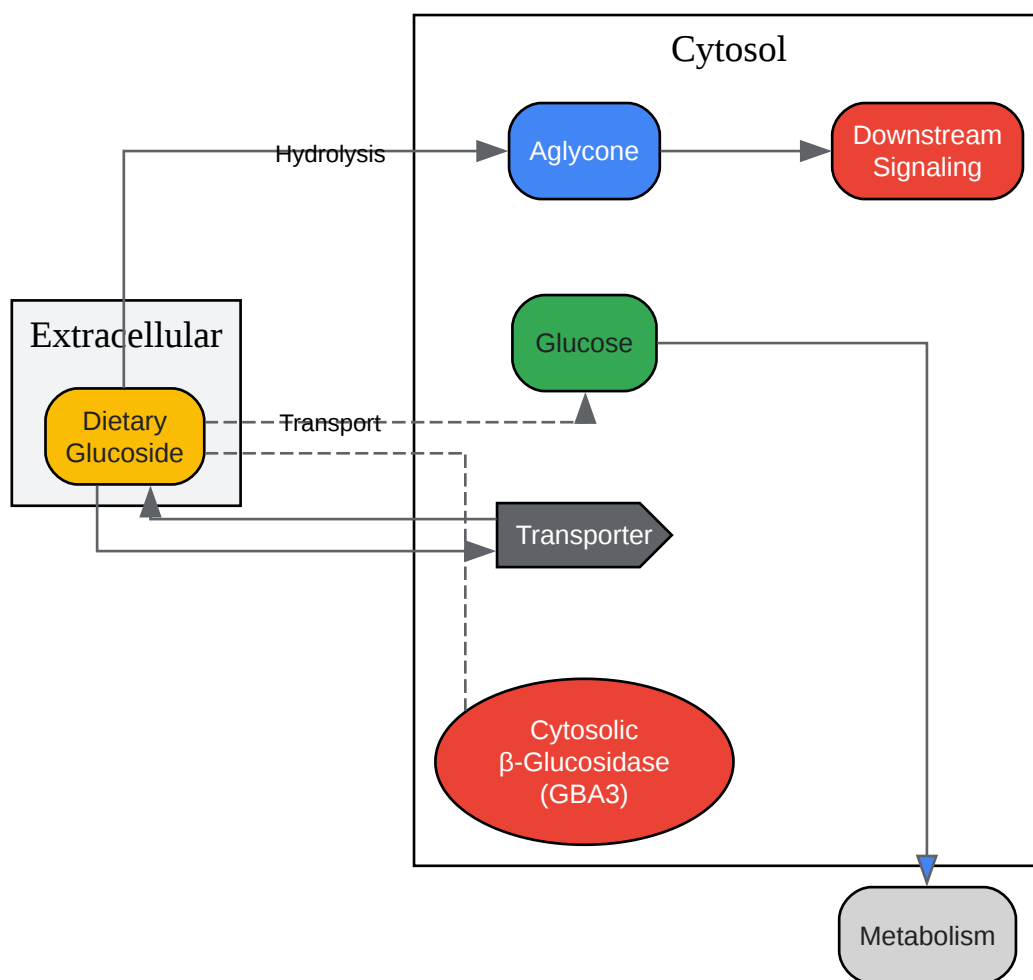 Cytosol
Hydrolysis
Aglycone
Downstream
Signaling
Extracellular
Glucose
Dietary
Glucoside
Transport
Transporter
Cytosolic
β-Glucosidase
(GBA3)
Metabolism